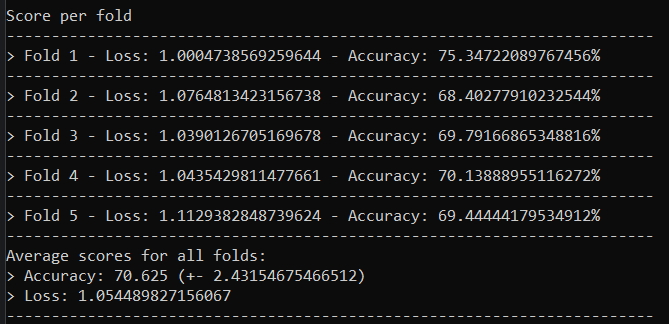 Score per fold
------------------------------------------------------------------------
> Fold 1 - Loss: 1.0004738569259644 - Accuracy: 75.34722089767456%
------------------------------------------------------------------------
> Fold 2 - Loss: 1.0764813423156738 - Accuracy: 68.40277910232544%
------------------------------------------------------------------------
> Fold 3 - Loss: 1.0390126705169678 - Accuracy: 69.79166865348816%
------------------------------------------------------------------------
> Fold 4 - Loss: 1.0435429811477661 - Accuracy: 70.13888955116272%
------------------------------------------------------------------------
> Fold 5 - Loss: 1.1129382848739624 - Accuracy: 69.44444179534912%
------------------------------------------------------------------------
Average scores for all folds:
> Accuracy: 70.625 (+- 2.43154675466512)
> Loss: 1.054489827156067
------------------------------------------------------------------------